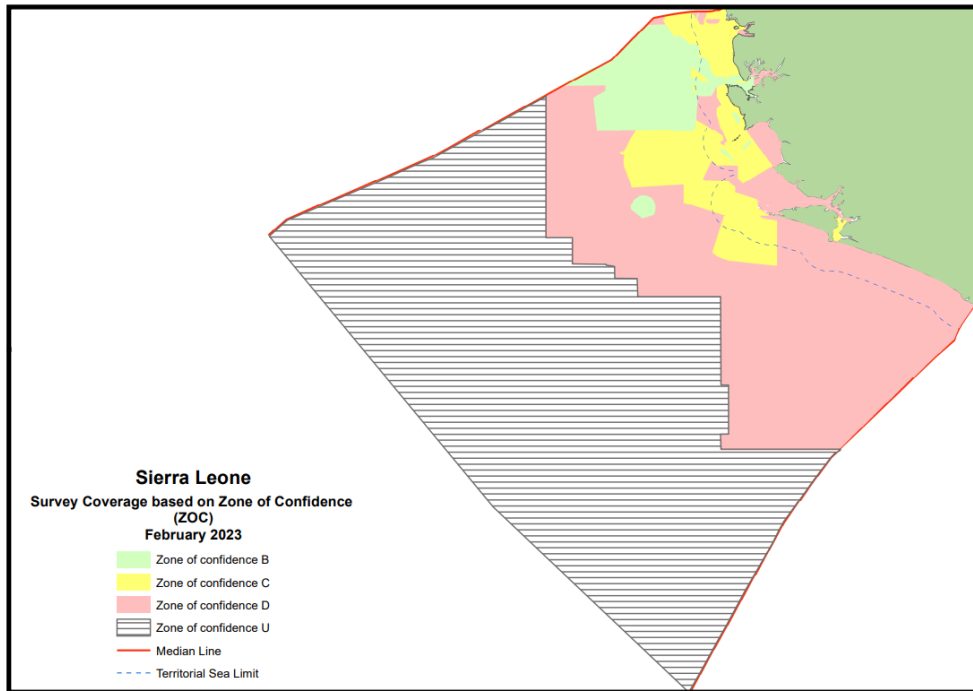 Sierra Leone
Survey Coverage based on Zone of Confidence
(ZOC)
February 2023
Zone of confidence B
Zone of confidence C
Zone of confidence D
Zone of confidence U
Median Line
Territorial Sea Limit